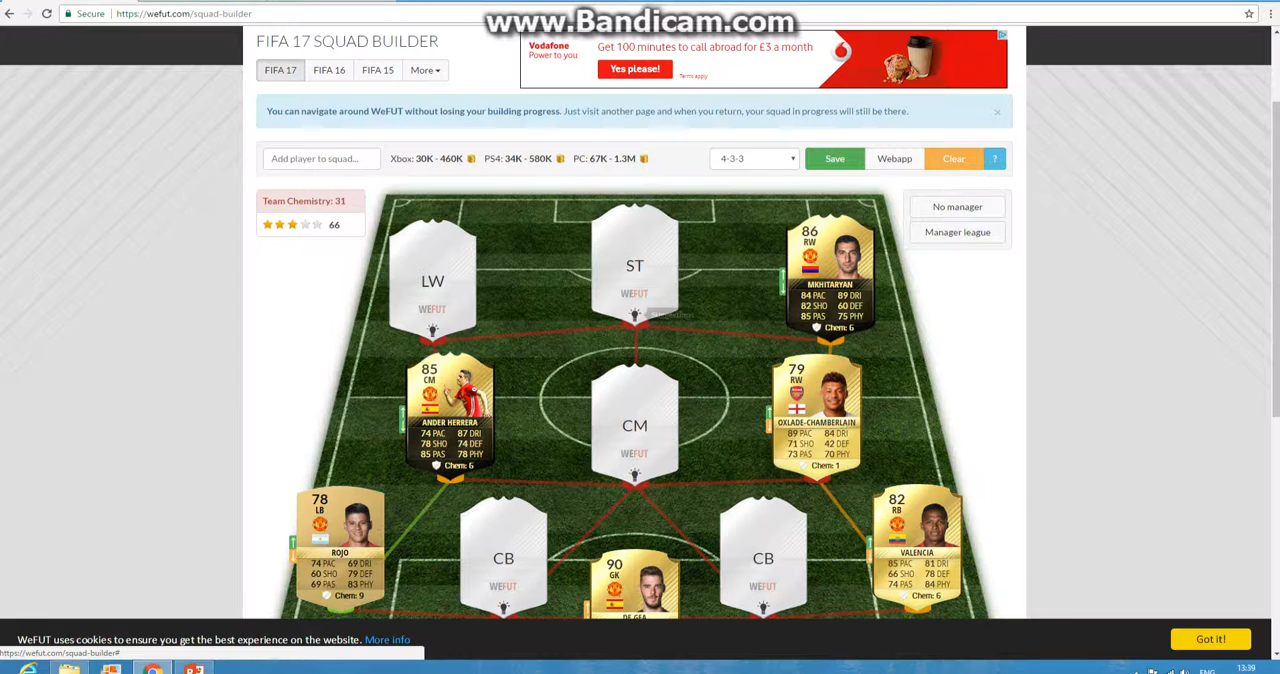 Secure
https://wefut.com/squad-builder
www.Bandicam.com
FIFA 17 SQUAD BUILDER
Vodafone
Power to you
Get 100 minutes to call abroad for £3 a month
Yes please!
Terms apply
FIFA 17
FIFA 16
FIFA 15
More
You can navigate around WeFUT without losing your building progress. Just visit another page and when you return, your squad in progress will still be there.
×
Add player to squad...
Xbox: 30K - 460K
PS4: 34K - 580K
PC: 67K - 1.3M
4-3-3
Save
Webapp
Clear
?
Team Chemistry: 31
66
No manager
Manager league
LW
WEFUT
ST
WEFUT
Suggestions
86
RW
MKHITARYAN
84 PAC 89 DRI
82 SHO 60 DEF
85 PAS 75 PHY
Chem: 6
85
CM
ANDER HERRERA
74 PAC 87 DRI
78 SHO 74 DEF
85 PAS 78 PHY
Chem: 6
CM
WEFUT
79
RW
OXLADE-CHAMBERLAIN
89 PAC 84 DRI
71 SHO 42 DEF
73 PAS 70 PHY
Chem: 1
78
LB
ROJO
74 PAC 69 DRI
60 SHO 79 DEF
69 PAS 83 PHY
Chem: 9
CB
WEFUT
90
GK
DE GEA
CB
WEFUT
82
RB
VALENCIA
85 PAC 81 DRI
66 SHO 78 DEF
74 PAS 84 PHY
Chem: 6
WeFUT uses cookies to ensure you get the best experience on the website. More info
Got it!
https://wefut.com/squad-builder#
ENG
13:39